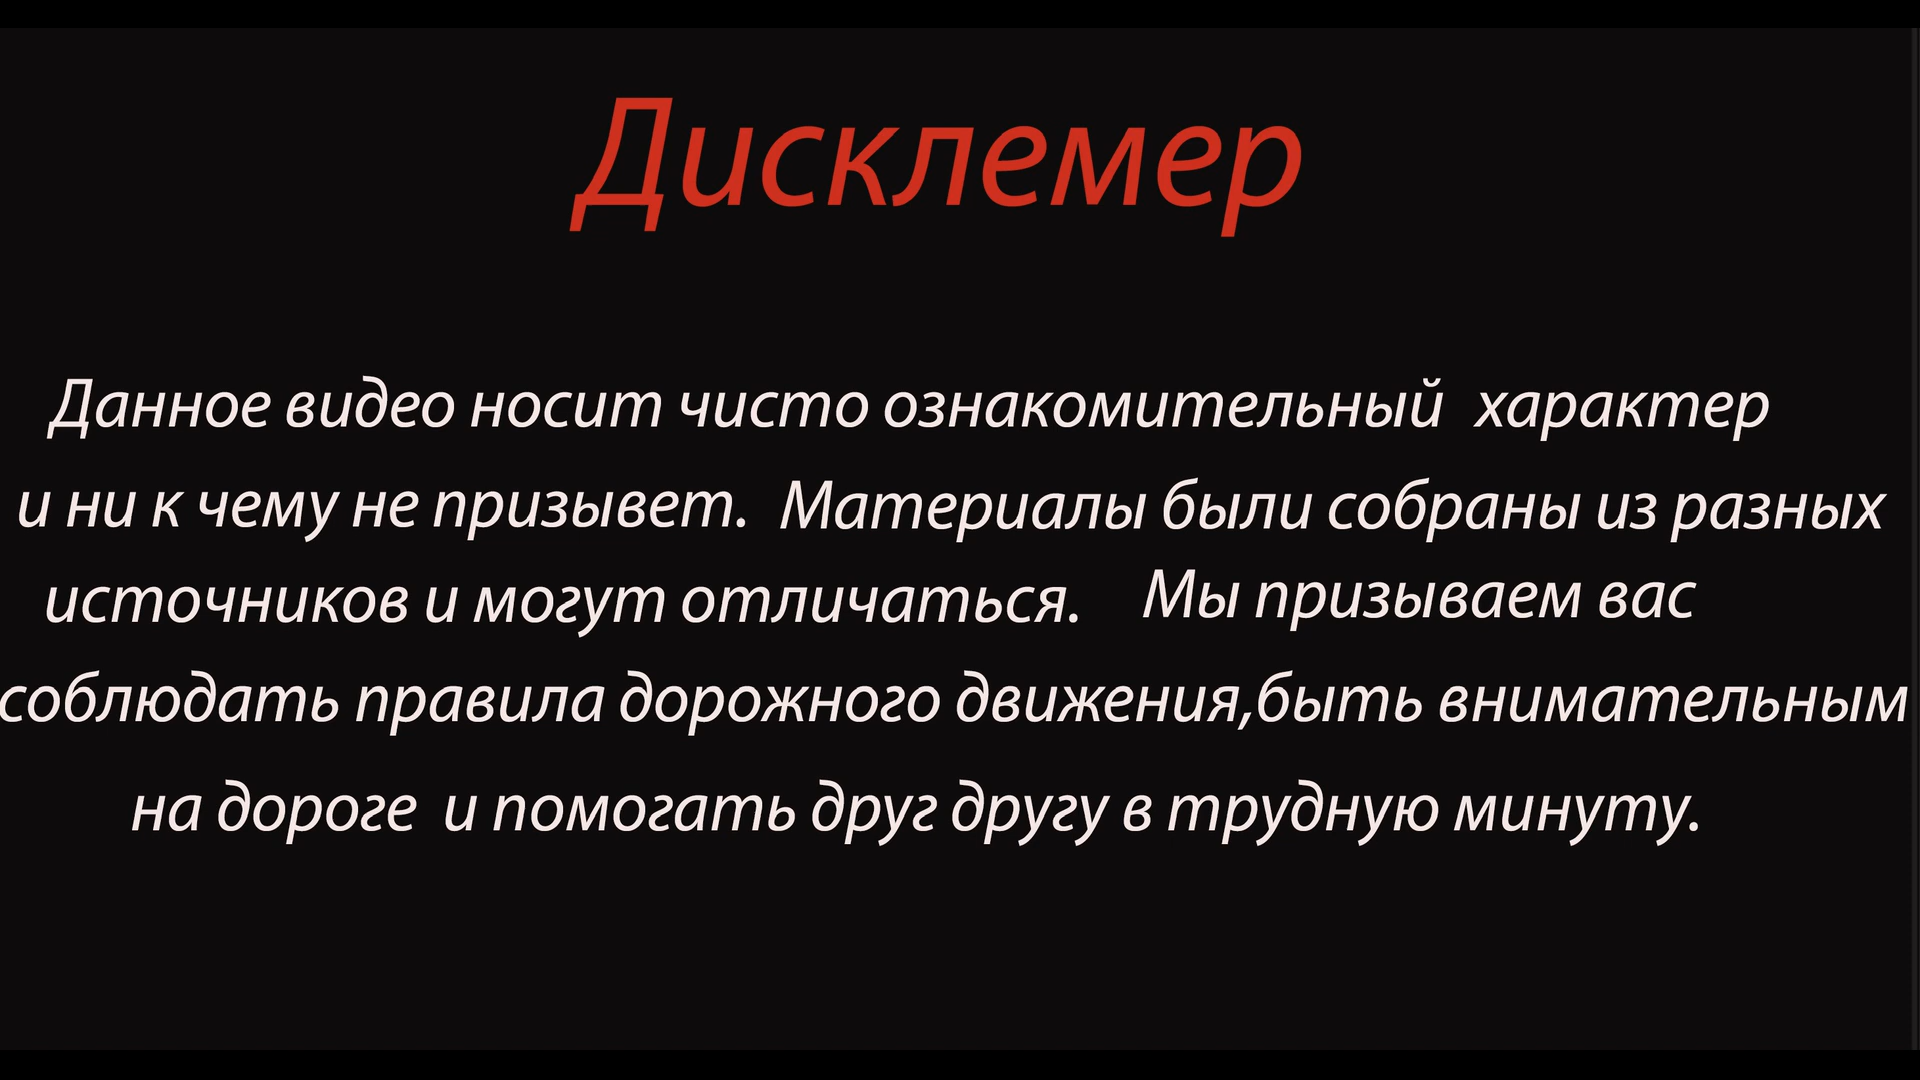 Дисклемер
Данное видео носит чисто ознакомительный характер
и ни к чему не призывет. Материалы были собраны из разных
источников и могут отличаться. Мы призываем вас
соблюдать правила дорожного движения,быть внимательным
на дороге и помогать друг другу в трудную минуту.